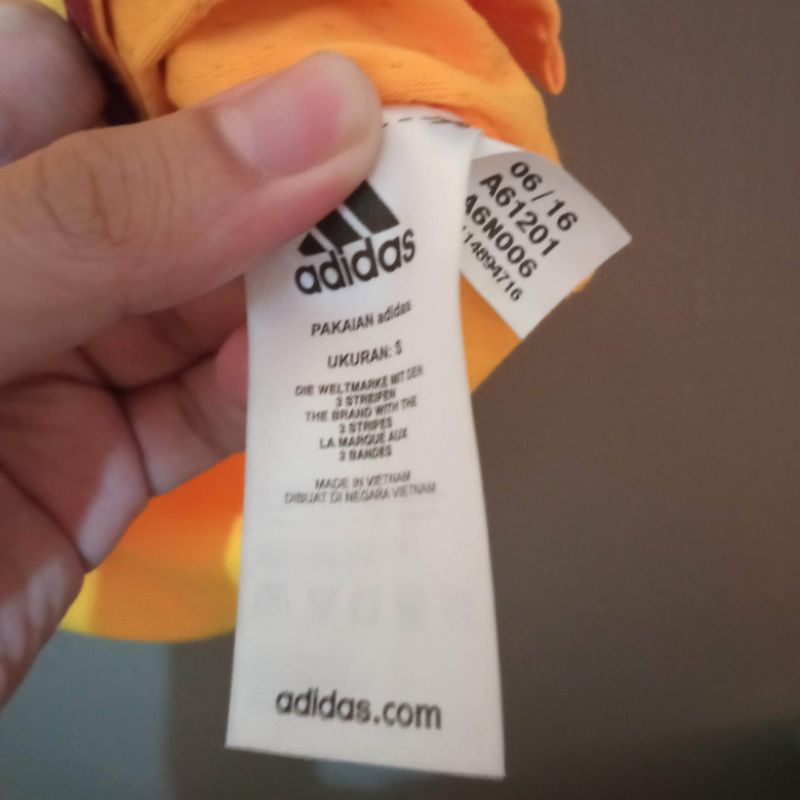 adidas
PAKAIAN adidas
UKURAN: S
DIE WELTMARKE MIT DEN
3 STREIFEN
THE BRAND WITH THE
3 STRIPES
LA MARQUE AUX
3 BANDES
MADE IN VIETNAM
DIBUAT DI NEGARA VIETNAM
adidas.com
06/16
A61201
A6N006
114894716